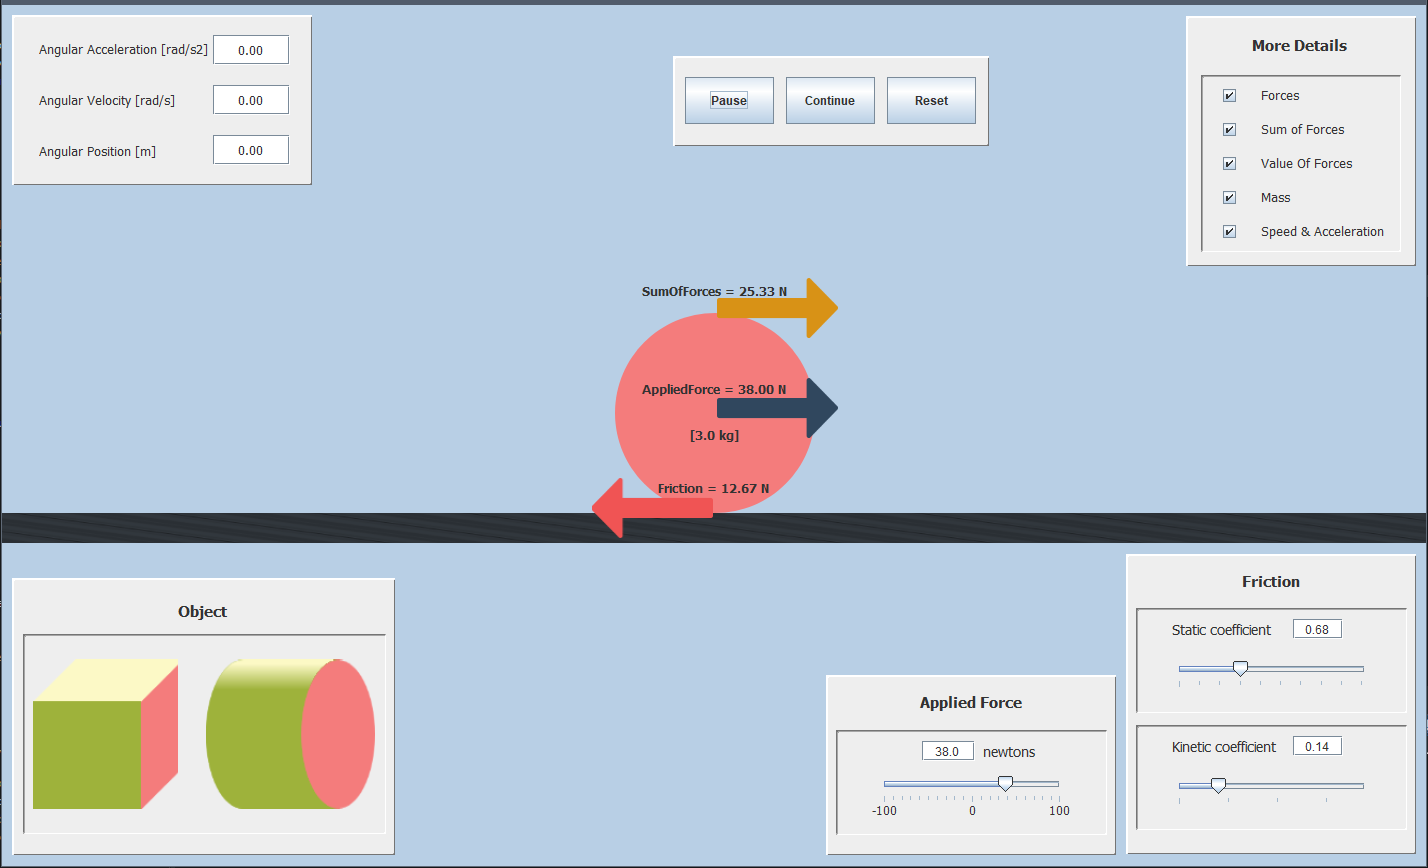 Angular Acceleration [rad/s2] 0.00
Angular Velocity [rad/s] 0.00
Angular Position [m] 0.00
Pause Continue Reset
More Details
Forces
Sum of Forces
Value Of Forces
Mass
Speed & Acceleration
SumOfForces = 25.33 N
AppliedForce = 38.00 N
[3.0 kg]
Friction = 12.67 N
Object
Applied Force
38.0 newtons
-100 0 100
Friction
Static coefficient 0.68
Kinetic coefficient 0.14